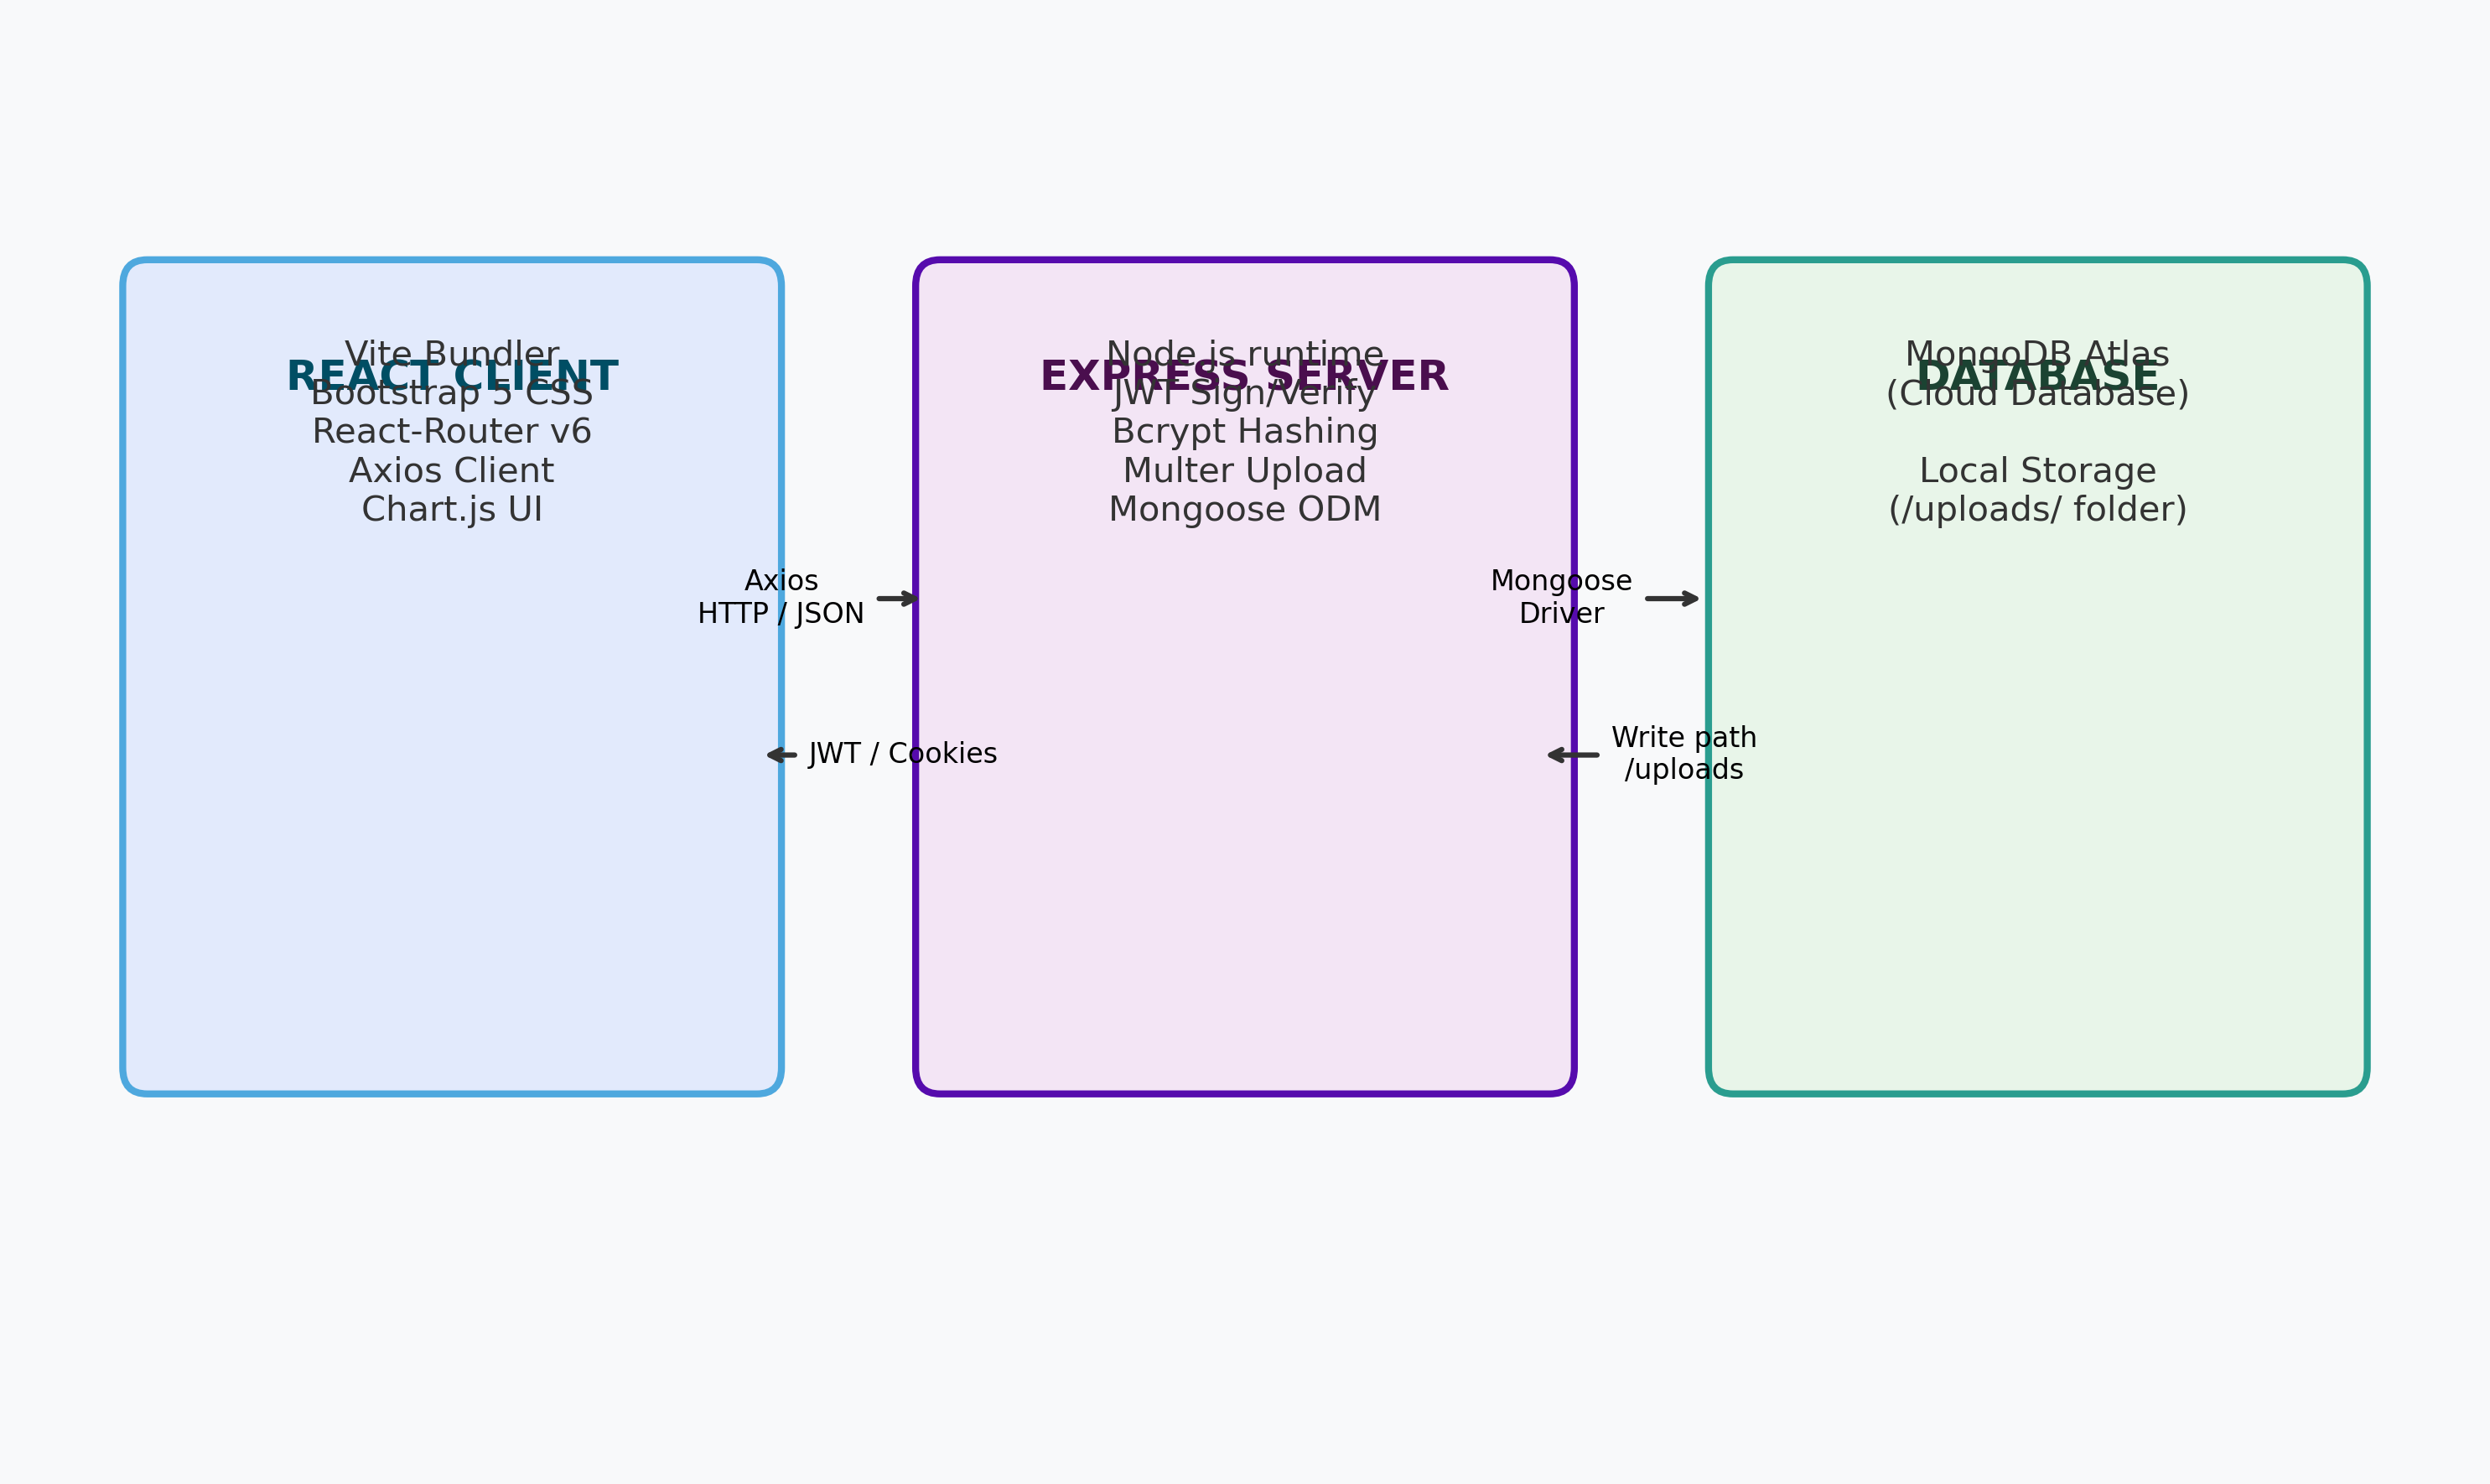 REACT CLIENT
Vite Bundler
Bootstrap 5 CSS
React-Router v6
Axios Client
Chart.js UI
Axios
HTTP / JSON
JWT / Cookies
EXPRESS SERVER
Node.js runtime
JWT Sign/Verify
Bcrypt Hashing
Multer Upload
Mongoose ODM
Mongoose
Driver
Write path
/uploads
DATABASE
MongoDB Atlas
(Cloud Database)
Local Storage
(/uploads/ folder)